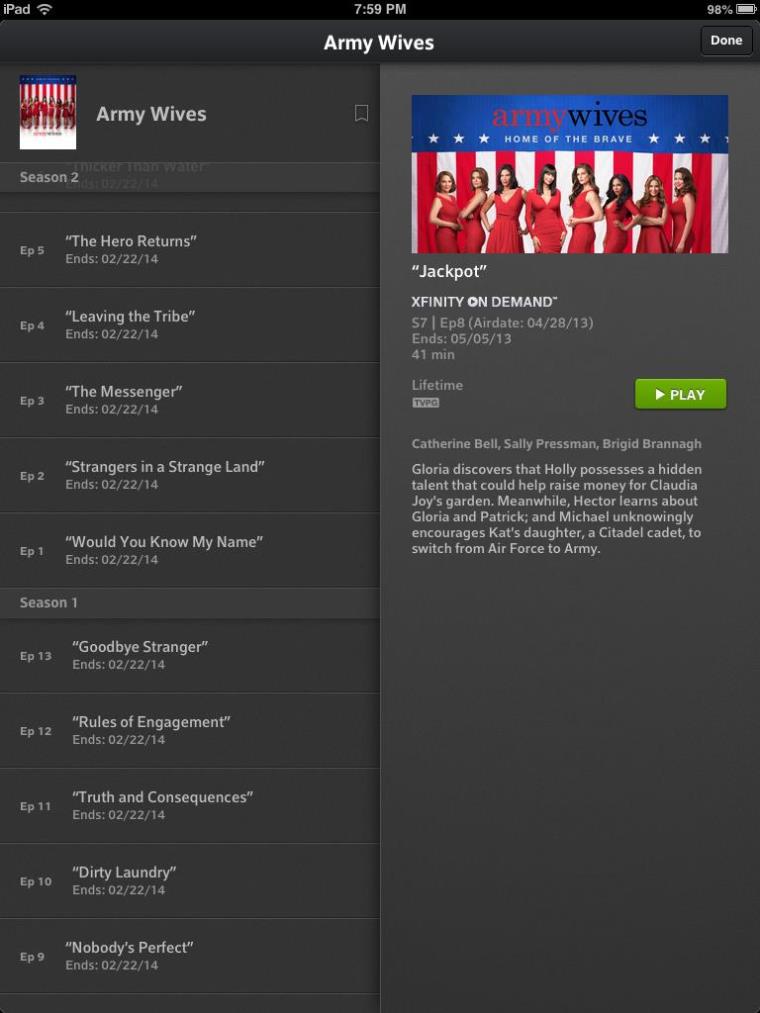 iPad
7:59 PM
98%
Army Wives
Done
Army Wives
"Thicker Than Water"
Ends: 02/22/14
Season 2
Ep 5
“The Hero Returns”
Ends: 02/22/14
Ep 4
“Leaving the Tribe”
Ends: 02/22/14
Ep 3
“The Messenger”
Ends: 02/22/14
Ep 2
“Strangers in a Strange Land”
Ends: 02/22/14
Ep 1
“Would You Know My Name”
Ends: 02/22/14
Season 1
Ep 13
“Goodbye Stranger”
Ends: 02/22/14
Ep 12
“Rules of Engagement”
Ends: 02/22/14
Ep 11
“Truth and Consequences”
Ends: 02/22/14
Ep 10
“Dirty Laundry”
Ends: 02/22/14
Ep 9
“Nobody's Perfect”
Ends: 02/22/14
armywives
HOME OF THE BRAVE
“Jackpot”
XFINITY ON DEMAND™
S7 | Ep8 (Airdate: 04/28/13)
Ends: 05/05/13
41 min
Lifetime
TVPG
PLAY
Catherine Bell, Sally Pressman, Brigid Brannagh
Gloria discovers that Holly possesses a hidden
talent that could help raise money for Claudia
Joy's garden. Meanwhile, Hector learns about
Gloria and Patrick; and Michael unknowingly
encourages Kat's daughter, a Citadel cadet, to
switch from Air Force to Army.